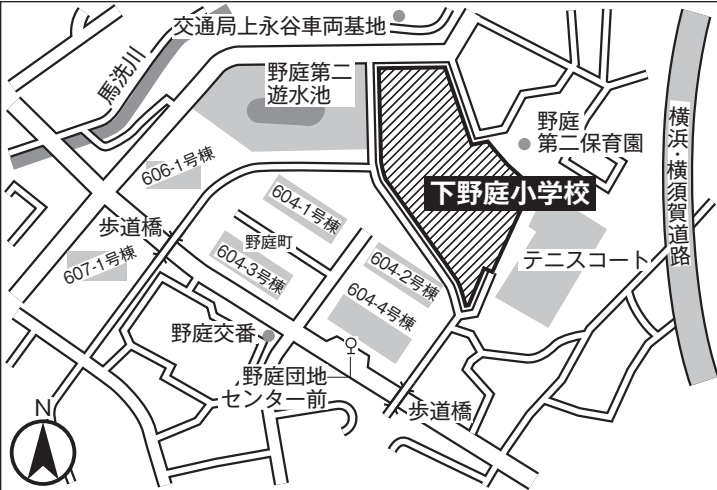 交通局上永谷車両基地
馬洗川
野庭第二
遊水池
野庭
第二保育園
横浜・横須賀道路
606-1号棟
下野庭小学校
604-1号棟
歩道橋
野庭町
607-1号棟
604-3号棟
604-2号棟
テニスコート
604-4号棟
野庭交番
野庭団地
センター前
歩道橋
N